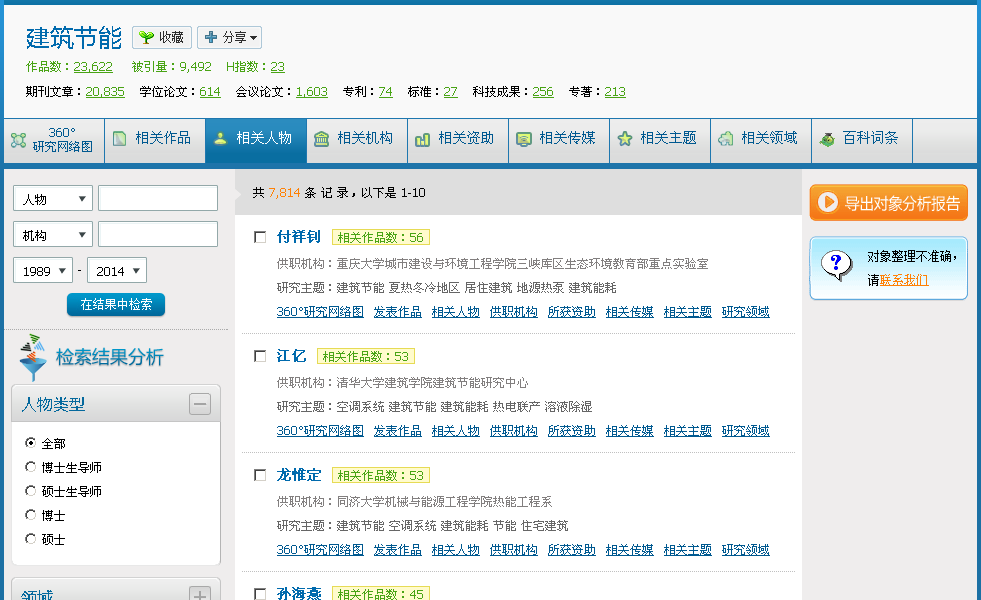 建筑节能 收藏 分享
作品数：23,622 被引量：9,492 H指数：23
期刊文章：20,835 学位论文：614 会议论文：1,603 专利：74 标准：27 科技成果：256 专著：213
360°
研究网络图 相关作品 相关人物 相关机构 相关资助 相关传媒 相关主题 相关领域 百科词条
人物
机构
1989 - 2014
在结果中检索
检索结果分析
人物类型
全部
博士生导师
硕士生导师
博士
硕士
领域
共 7,814 条 记 录，以下是 1-10
付祥钊 相关作品数：56
供职机构：重庆大学城市建设与环境工程学院三峡库区生态环境教育部重点实验室
研究主题：建筑节能 夏热冬冷地区 居住建筑 地源热泵 建筑能耗
360°研究网络图 发表作品 相关人物 供职机构 所获资助 相关传媒 相关主题 研究领域
江亿 相关作品数：53
供职机构：清华大学建筑学院建筑节能研究中心
研究主题：空调系统 建筑节能 建筑能耗 热电联产 溶液除湿
360°研究网络图 发表作品 相关人物 供职机构 所获资助 相关传媒 相关主题 研究领域
龙惟定 相关作品数：53
供职机构：同济大学机械与能源工程学院热能工程系
研究主题：建筑节能 空调系统 建筑能耗 节能 住宅建筑
360°研究网络图 发表作品 相关人物 供职机构 所获资助 相关传媒 相关主题 研究领域
孙海燕 相关作品数：45
导出对象分析报告
对象整理不准确，
请联系我们